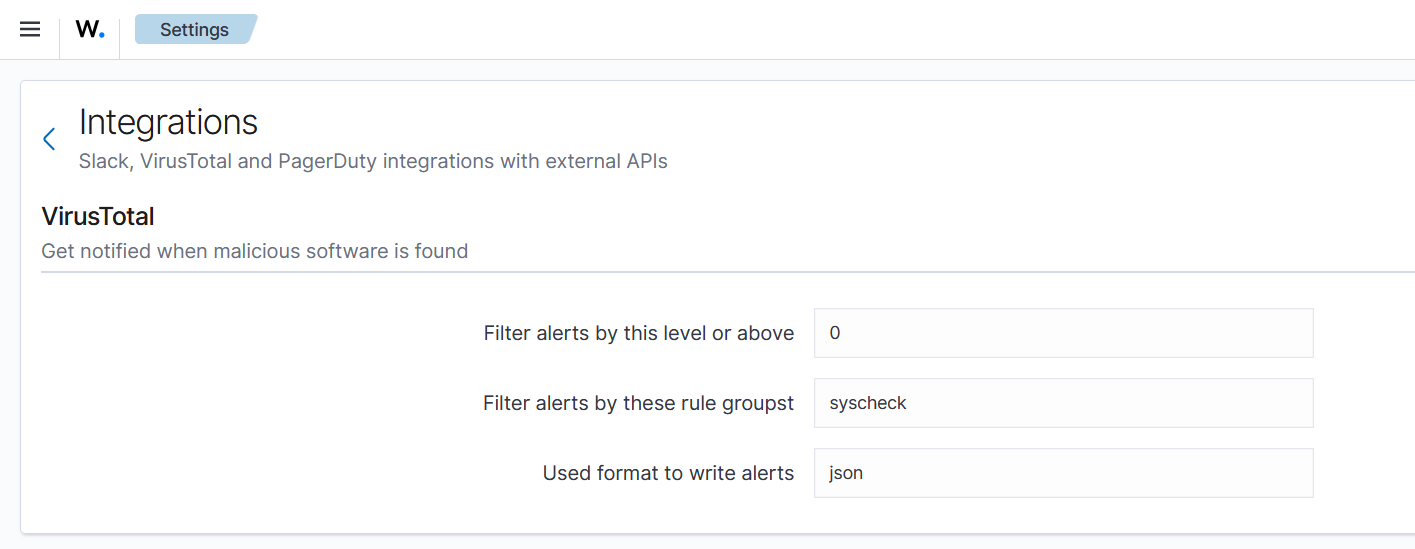 W. Settings
Integrations
Slack, VirusTotal and PagerDuty integrations with external APIs
VirusTotal
Get notified when malicious software is found
Filter alerts by this level or above 0
Filter alerts by these rule groupst syscheck
Used format to write alerts json